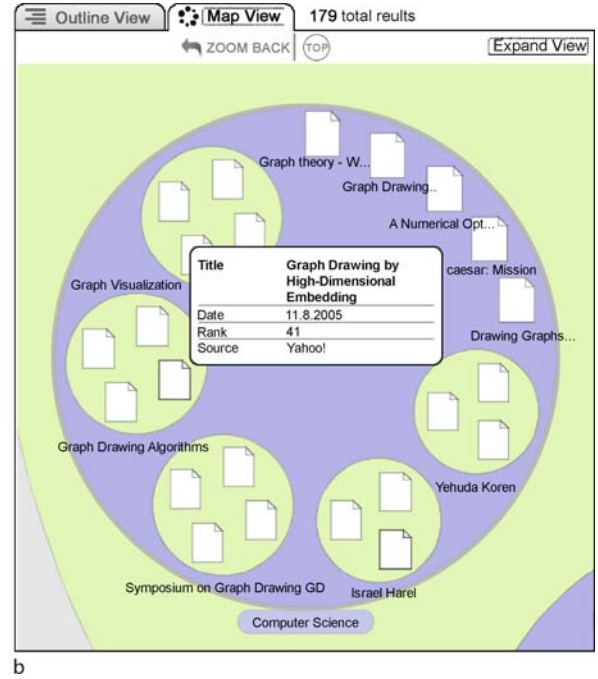 Outline View
Map View
179 total reults
ZOOM BACK
TOP
Expand View
Graph theory - W...
Graph Drawing..
A Numerical Opt...
caesar: Mission
Drawing Graphs...
Graph Visualization
Title Graph Drawing by
High-Dimensional
Embedding
Date 11.8.2005
Rank 41
Source Yahoo!
Graph Drawing Algorithms
Yehuda Koren
Symposium on Graph Drawing GD
Israel Harel
Computer Science
b